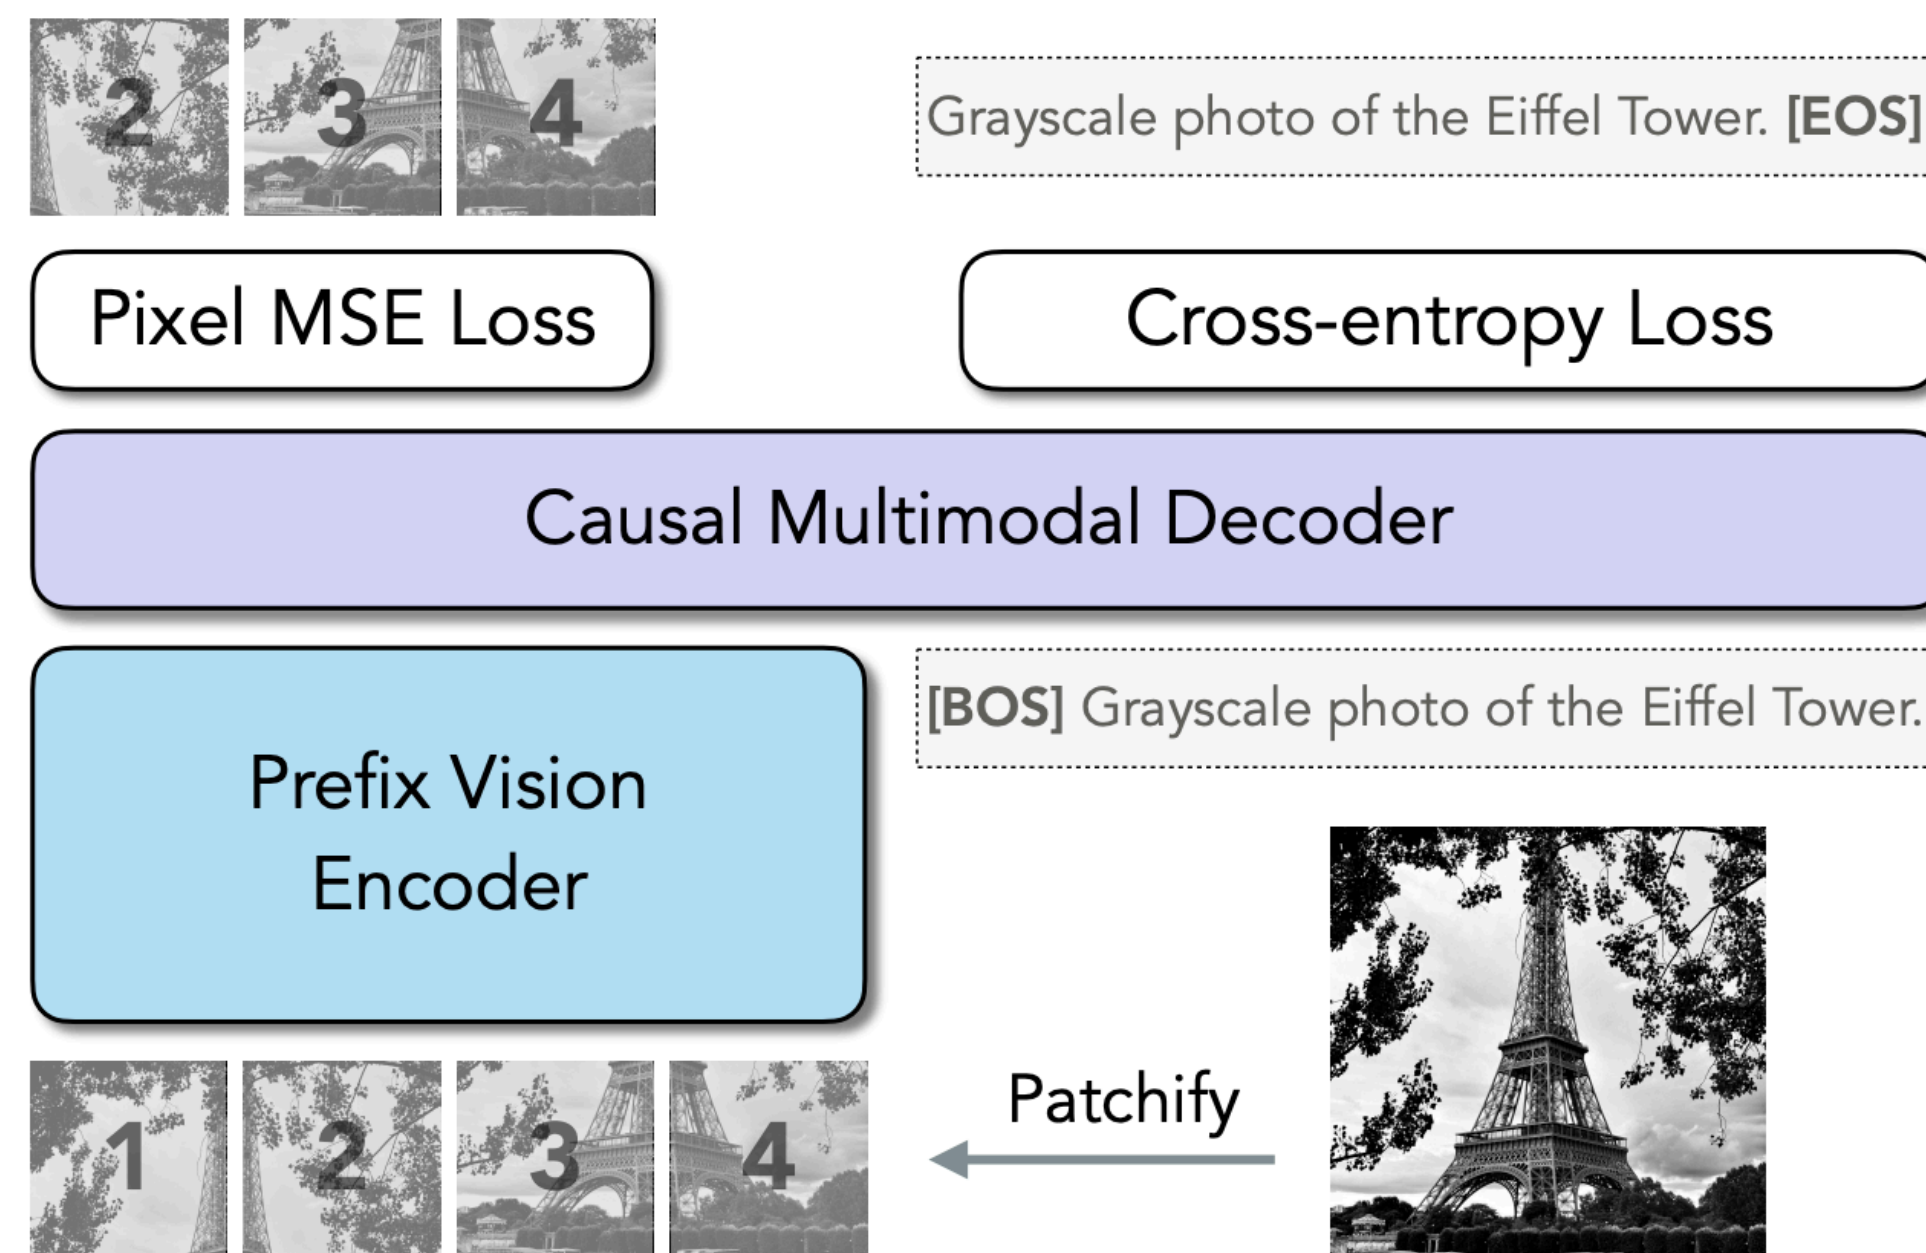 2 3 4
Grayscale photo of the Eiffel Tower. [EOS]
Pixel MSE Loss
Cross-entropy Loss
Causal Multimodal Decoder
Prefix Vision
Encoder
[BOS] Grayscale photo of the Eiffel Tower.
Patchify
1 2 3 4